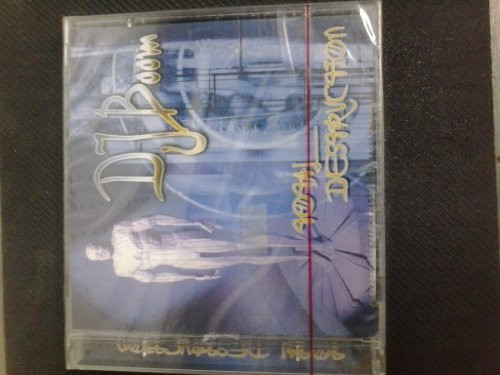 DJ Boom
Total
DESTRUCTION